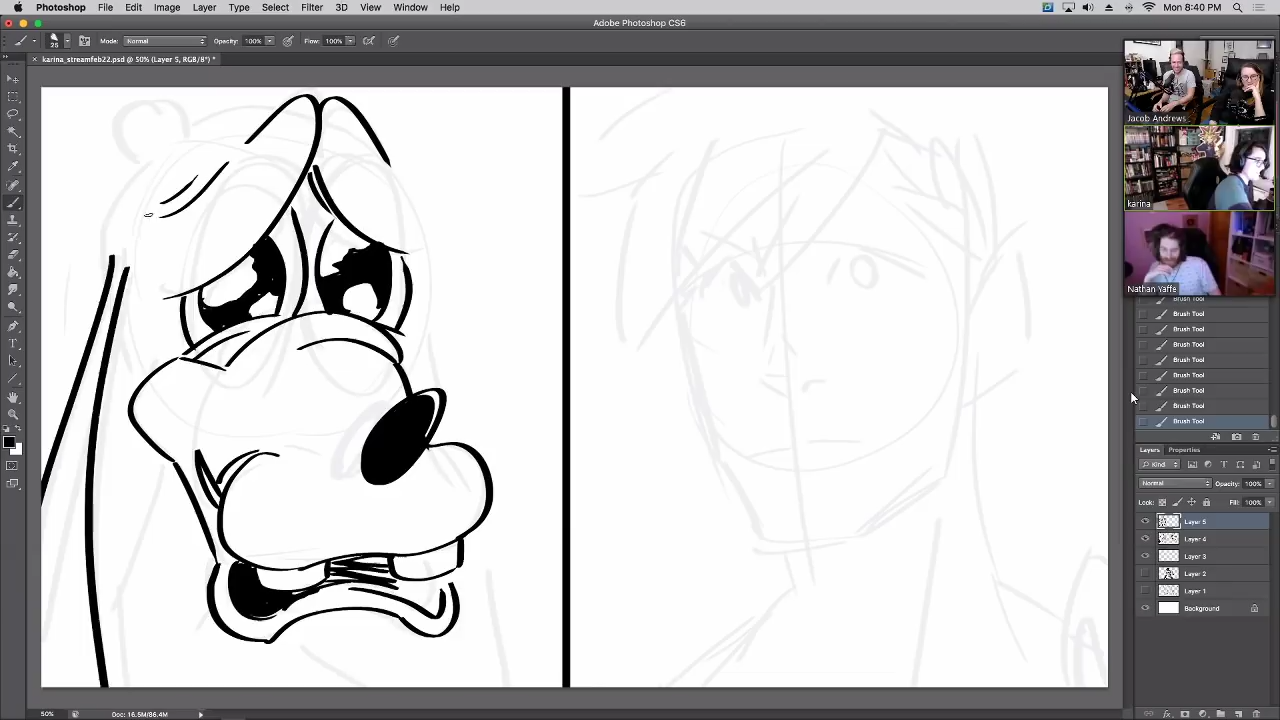 Photoshop File Edit Image Layer Type Select Filter 3D View Window Help
Mon 8:40 PM
Adobe Photoshop CS6
25 Mode: Normal Opacity: 100% Flow: 100%
karina_streamfeb22.psd @ 50% (Layer 5, RGB/8*) *
Jacob Andrews
karina
Nathan Yaffe
Brush Tool
Brush Tool
Brush Tool
Brush Tool
Brush Tool
Brush Tool
Brush Tool
Brush Tool
Brush Tool
Layers Properties
Kind
Normal Opacity: 100%
Lock: Fill: 100%
Layer 5
Layer 4
Layer 3
Layer 2
Layer 1
Background
50% Doc: 16.5M/86.4M